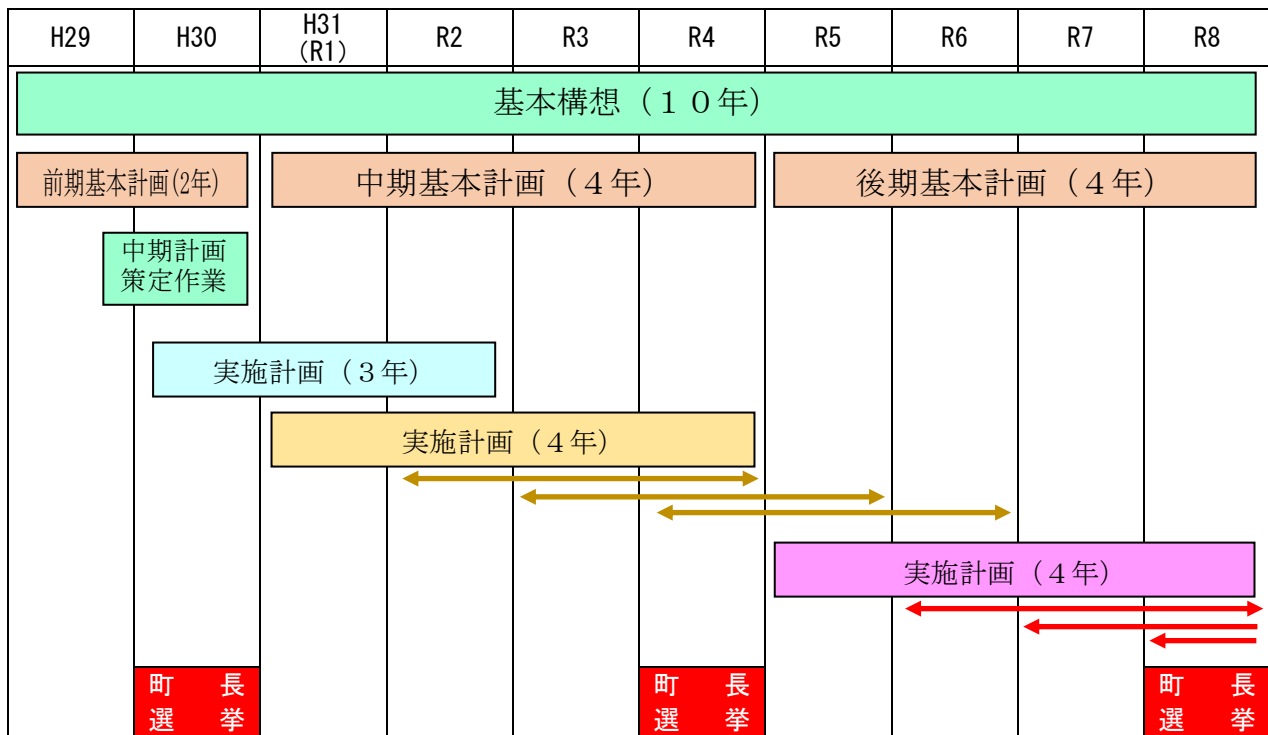 H29
H30
H31
（R1）
R2
R3
R4
R5
R6
R7
R8
基本構想（１０年）
前期基本計画(2年)
中期基本計画（４年）
後期基本計画（４年）
中期計画
策定作業
実施計画（３年）
実施計画（４年）
実施計画（４年）
町　長
選　挙
町　長
選　挙
町　長
選　挙